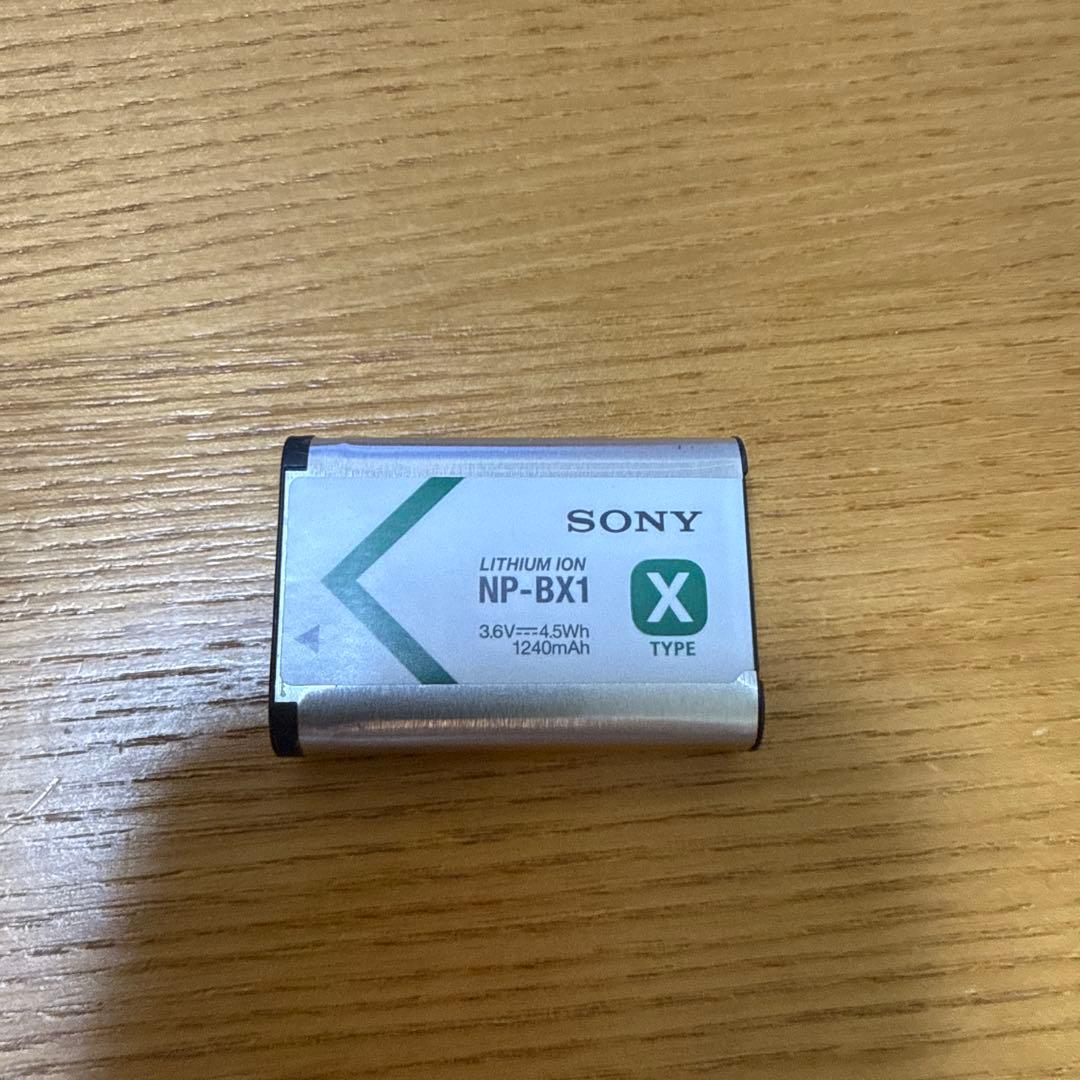 SONY
LITHIUM ION
NP-BX1
3.6V⎓4.5Wh
1240mAh
X
TYPE